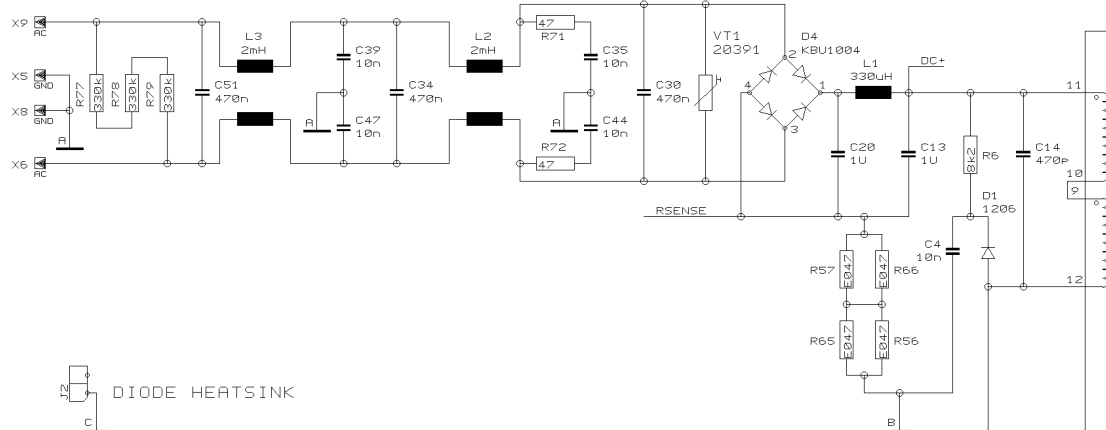 X9
AC
X5
GND
X8
GND
A
X6
AC
R77
330k
R78
330k
R79
330k
C51
470n
L3
2mH
C39
10n
A
C47
10n
C34
470n
L2
2mH
47
R71
C35
10n
A
C44
10n
R72
47
C30
470n
VT1
20391
D4
KBU1004
2
4
1
3
L1
330uH
DC+
C20
1U
C13
1U
8k2
R6
C14
470p
11
10
9
12
D1
1206
RSENSE
C4
10n
R57
E047
E047
R66
R65
E047
E047
R56
B
J2
DIODE HEATSINK
C